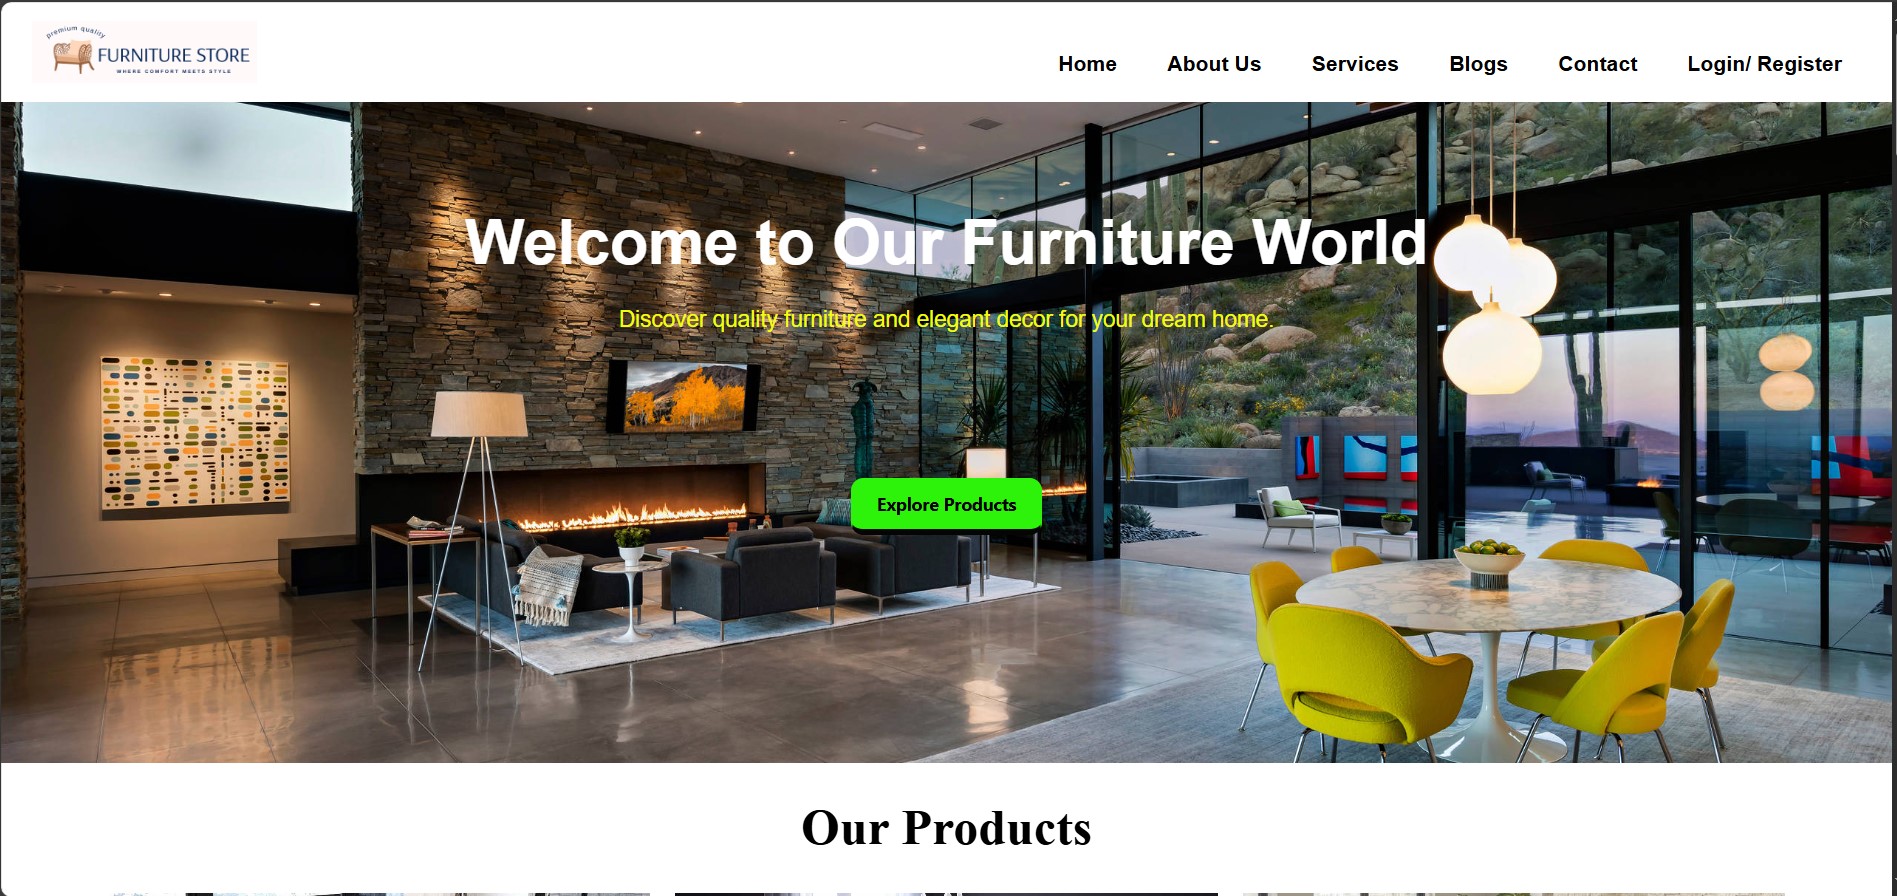 premium quality
FURNITURE STORE
WHERE COMFORT MEETS STYLE
Home
About Us
Services
Blogs
Contact
Login/ Register
Welcome to Our Furniture World
Discover quality furniture and elegant decor for your dream home.
Explore Products
Our Products